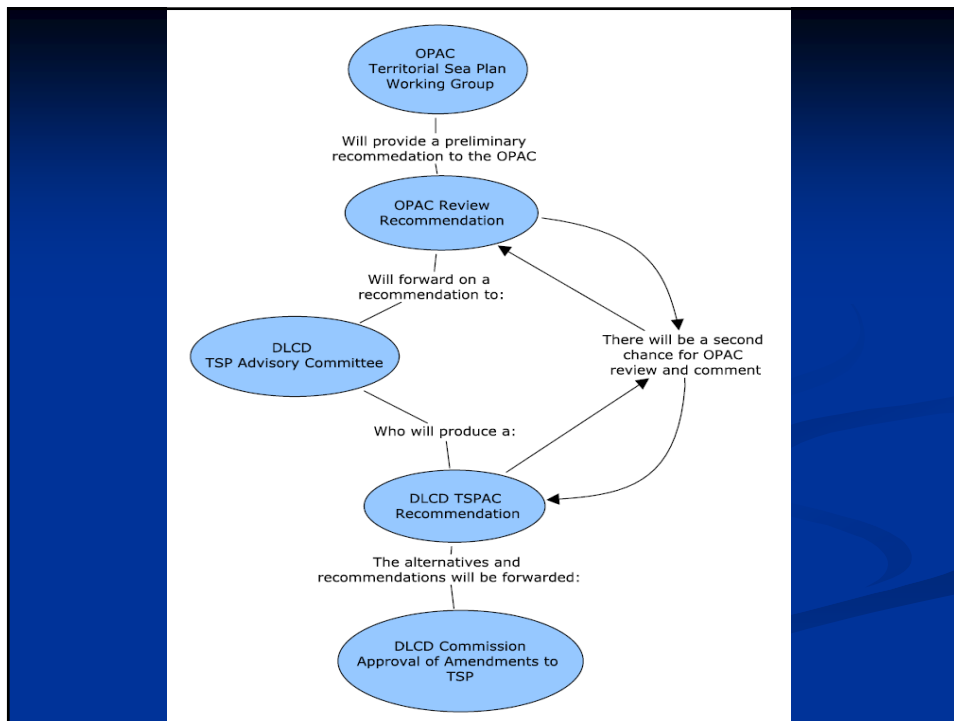 OPAC
Territorial Sea Plan
Working Group
Will provide a preliminary
recommedation to the OPAC
OPAC Review
Recommendation
Will forward on a
recommendation to:
DLCD
TSP Advisory Committee
There will be a second
chance for OPAC
review and comment
Who will produce a:
DLCD TSPAC
Recommendation
The alternatives and
recommendations will be forwarded:
DLCD Commission
Approval of Amendments to
TSP